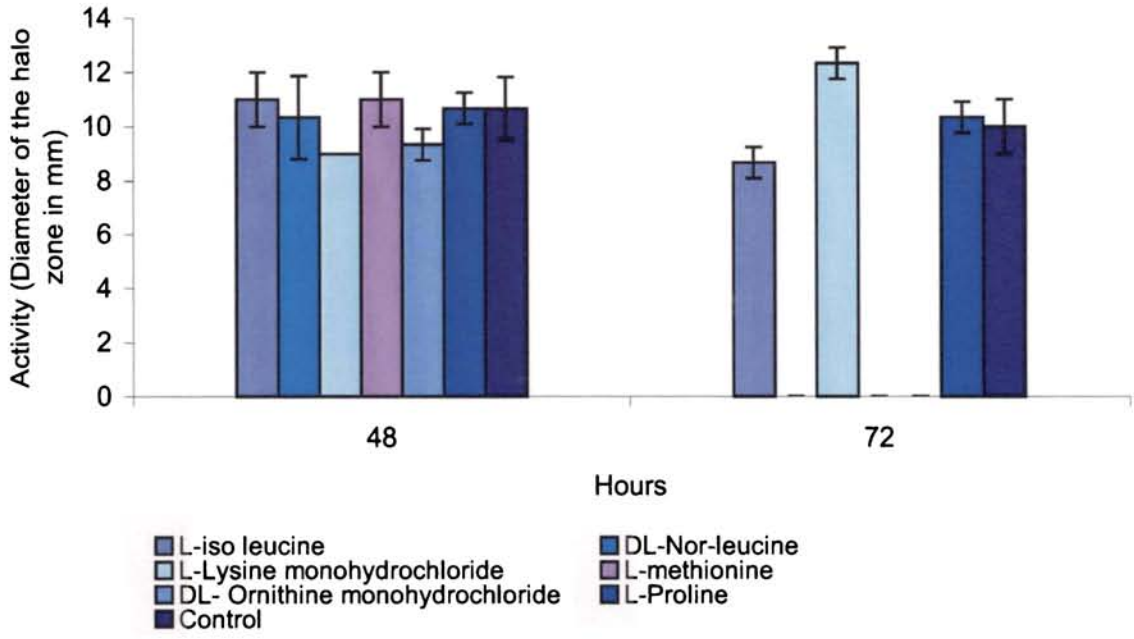 Activity (Diameter of the halo
zone in mm)
14
12
10
8
6
4
2
0
48
72
Hours
L-iso leucine
DL-Nor-leucine
L-Lysine monohydrochloride
L-methionine
DL- Ornithine monohydrochloride
L-Proline
Control